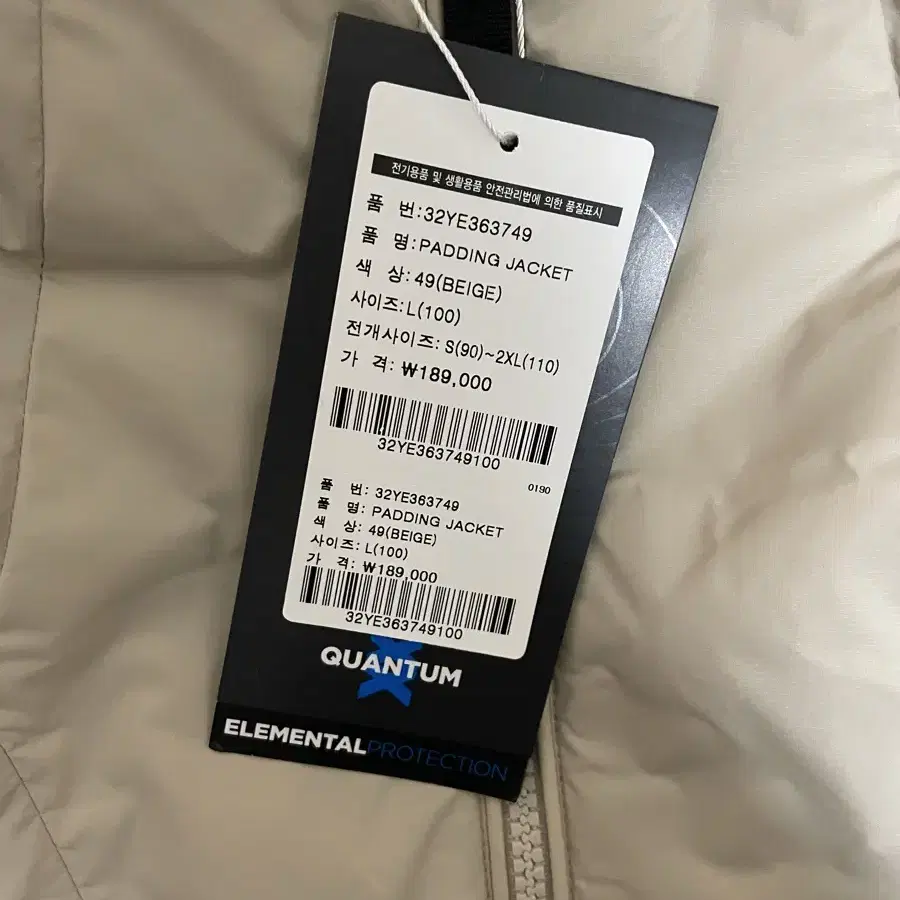 전기용품 및 생활용품 안전관리법에 의한 품질표시
품 번:32YE363749
품 명:PADDING JACKET
색 상:49(BEIGE)
사이즈:L(100)
전개사이즈: S(90)~2XL(110)
가 격: ₩189,000
32YE363749100
0190
품 번: 32YE363749
품 명: PADDING JACKET
색 상: 49(BEIGE)
사이즈: L(100)
가 격: ₩189,000
32YE363749100
QUANTUM
ELEMENTALPROTECTION